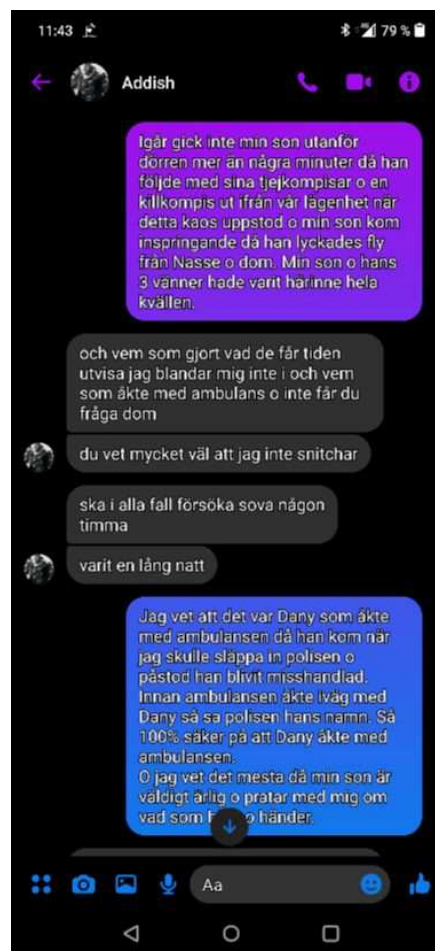 11:43
79 %
Addish
Igår gick inte min son utanför
dörren mer än några minuter då han
följde med sina tjejkompisar o en
killkompis ut ifrån vår lägenhet när
detta kaos uppstod o min son kom
inspringande då han lyckades fly
från Nasse o dom. Min son o hans
3 vänner hade varit härinne hela
kvällen.
och vem som gjort vad de får tiden
utvisa jag blandar mig inte i och vem
som åkte med ambulans o inte får du
fråga dom
du vet mycket väl att jag inte snitchar
ska i alla fall försöka sova någon
timma
varit en lång natt
Jag vet att det var Dany som åkte
med ambulansen då han kom när
jag skulle släppa in polisen o
påstod han blivit misshandlad.
Innan ambulansen åkte iväg med
Dany så sa polisen hans namn. Så
100% säker på att Dany åkte med
ambulansen.
O jag vet det mesta då min son är
väldigt ärlig o pratar med mig om
vad som o händer.
Aa